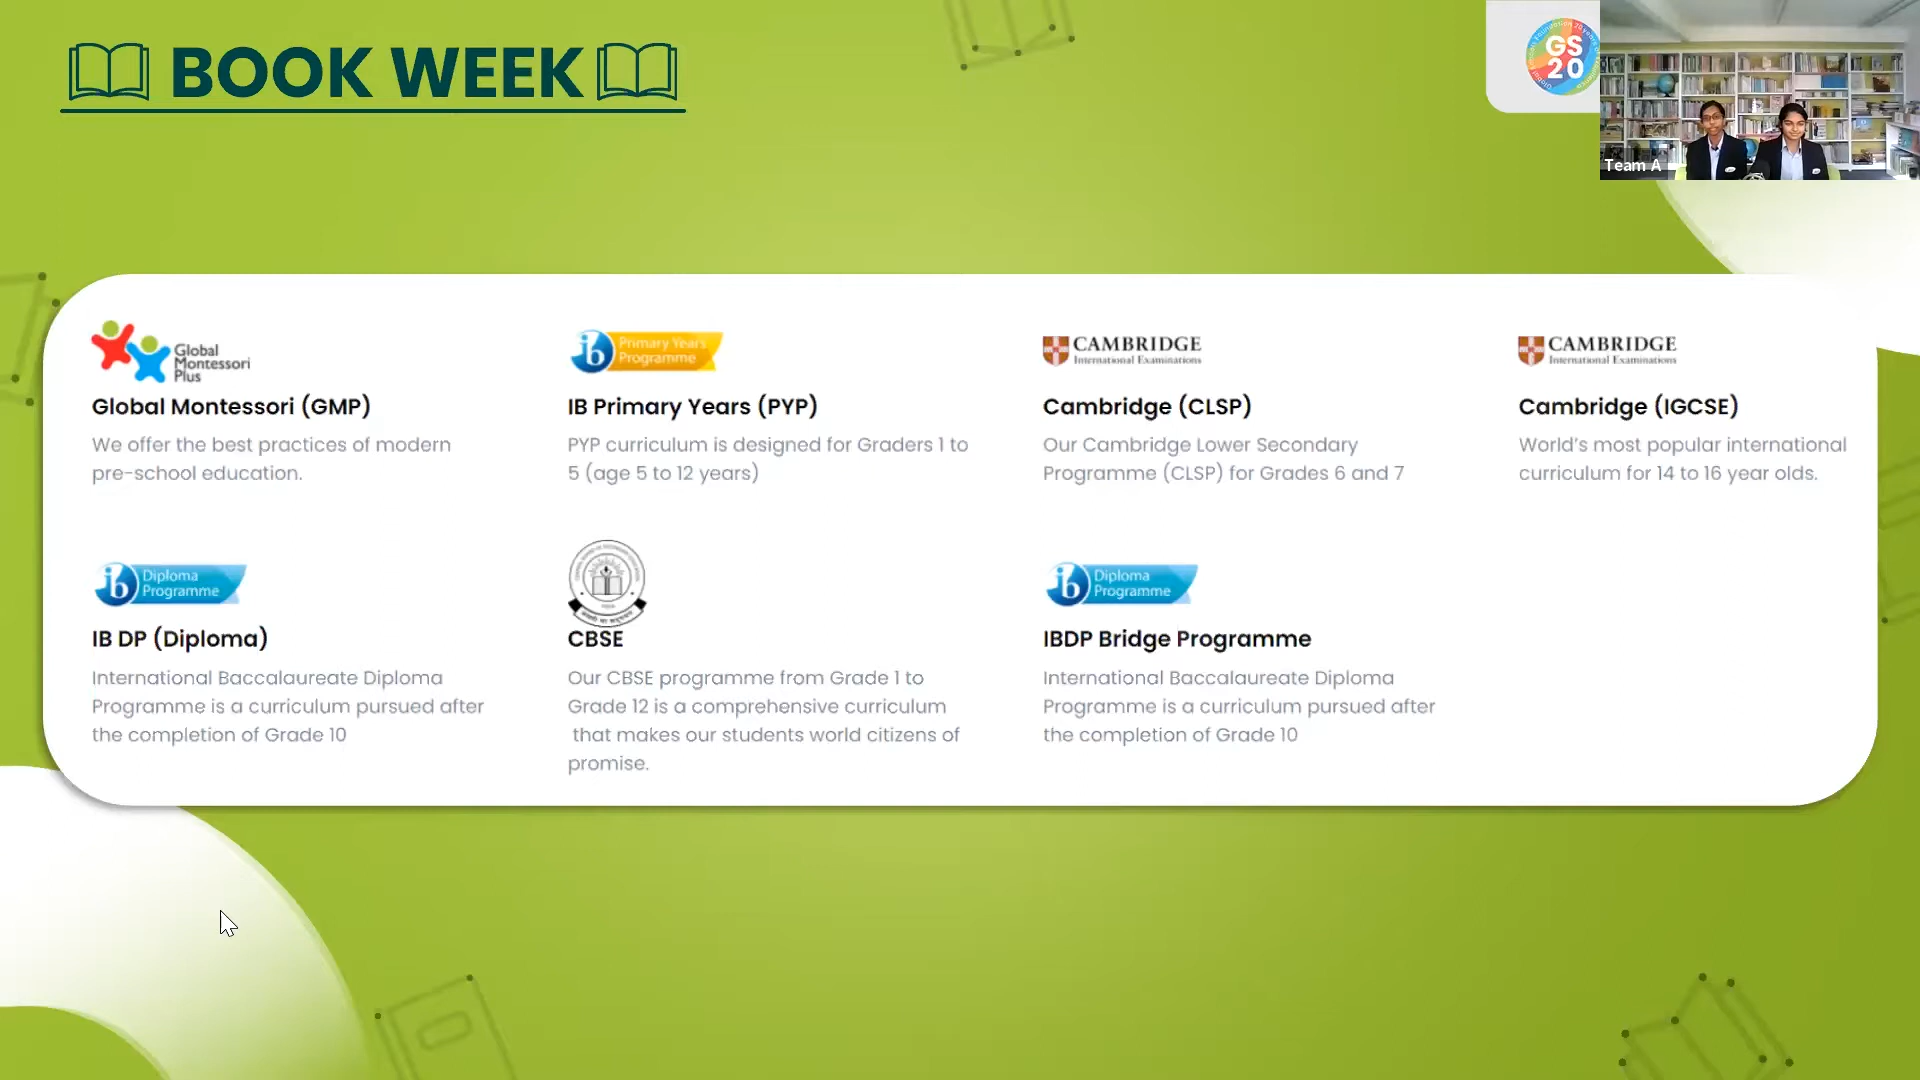 BOOK WEEK
GS
20
Team A
Global
Montessori
Plus
Global Montessori (GMP)
We offer the best practices of modern
pre-school education.
ib Primary Years
Programme
IB Primary Years (PYP)
PYP curriculum is designed for Graders 1 to
5 (age 5 to 12 years)
CAMBRIDGE
International Examinations
Cambridge (CLSP)
Our Cambridge Lower Secondary
Programme (CLSP) for Grades 6 and 7
CAMBRIDGE
International Examinations
Cambridge (IGCSE)
World's most popular international
curriculum for 14 to 16 year olds.
ib Diploma
Programme
IB DP (Diploma)
International Baccalaureate Diploma
Programme is a curriculum pursued after
the completion of Grade 10
CBSE
Our CBSE programme from Grade 1 to
Grade 12 is a comprehensive curriculum
that makes our students world citizens of
promise.
ib Diploma
Programme
IBDP Bridge Programme
International Baccalaureate Diploma
Programme is a curriculum pursued after
the completion of Grade 10